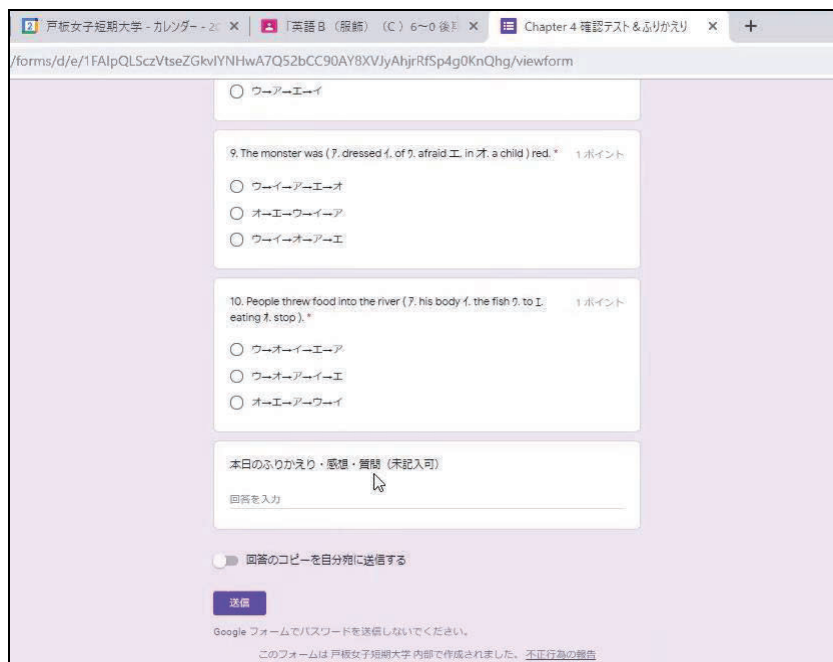 戸板女子短期大学 - カレンダー - 20
「英語B（服飾）（C）6~0 後期
Chapter 4 確認テスト＆ふりかえり
/forms/d/e/1FAIpQLSczVtseZGkvIYNHwA7Q52bCC90AY8XVJyAhjrRfSp4g0KnQhg/viewform
ウ→ア→エ→イ
9. The monster was ( ア. dressed イ. of ウ. afraid エ. in オ. a child ) red. * 1 ポイント
ウ→イ→ア→エ→オ
オ→エ→ウ→イ→ア
ウ→イ→オ→ア→エ
10. People threw food into the river ( ア. his body イ. the fish ウ. to エ. 1 ポイント
eating オ. stop ). *
ウ→オ→イ→エ→ア
ウ→オ→ア→イ→エ
オ→エ→ア→ウ→イ
本日のふりかえり・感想・質問（未記入可）
回答を入力
回答のコピーを自分宛に送信する
送信
Google フォームでパスワードを送信しないでください。
このフォームは 戸板女子短期大学 内部で作成されました。 不正行為の報告